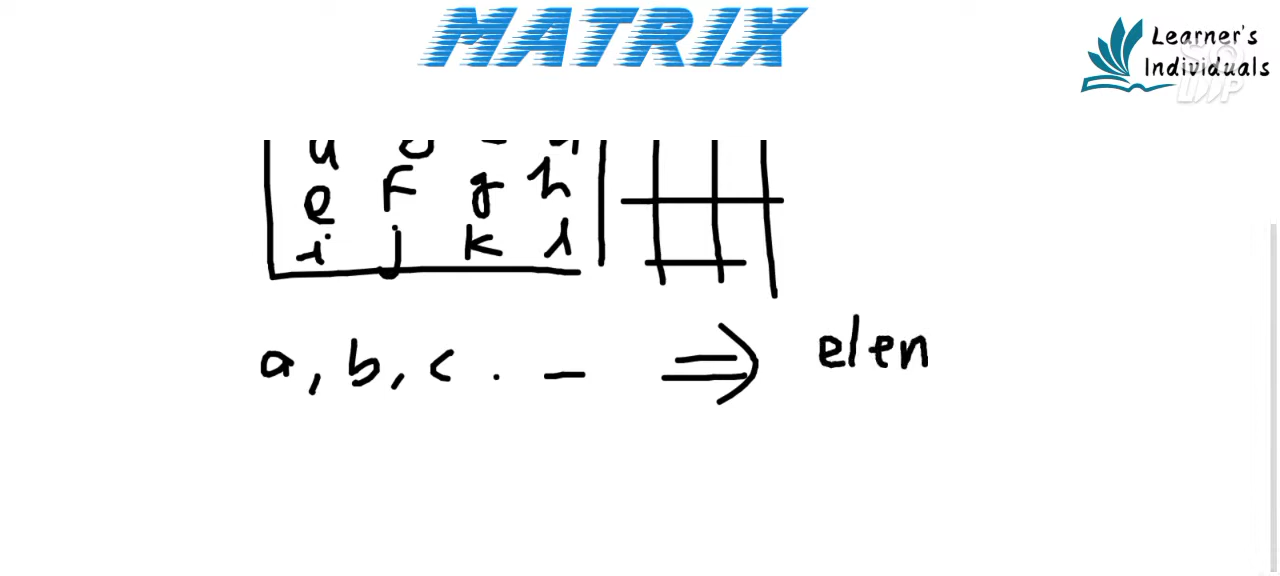 MATRIX
Learner's
Individuals
e F g h
i j k l
a, b, c . _ ⇒ elen